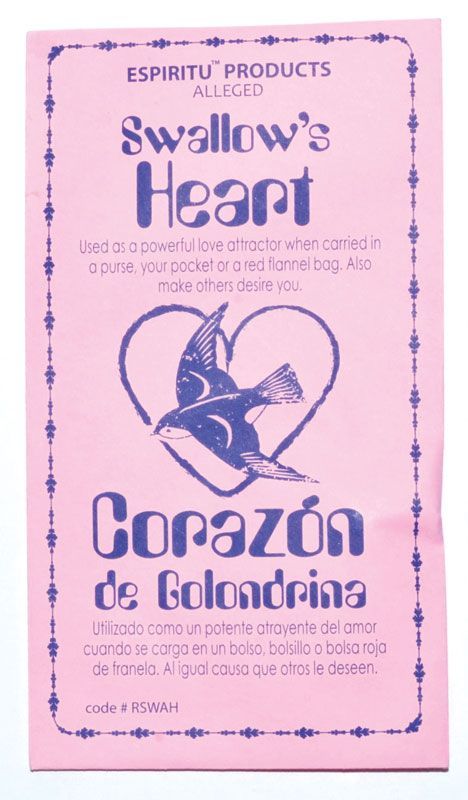 ESPIRITU™ PRODUCTS
ALLEGED
Swallow's
Heart
Used as a powerful love attractor when carried in
a purse, your pocket or a red flannel bag. Also
make others desire you.
Corazón
de Golondrina
Utilizado como un potente atrayente del amor
cuando se carga en un bolso, bolsillo o bolsa roja
de franela. Al igual causa que otros le deseen.
code # RSWAH